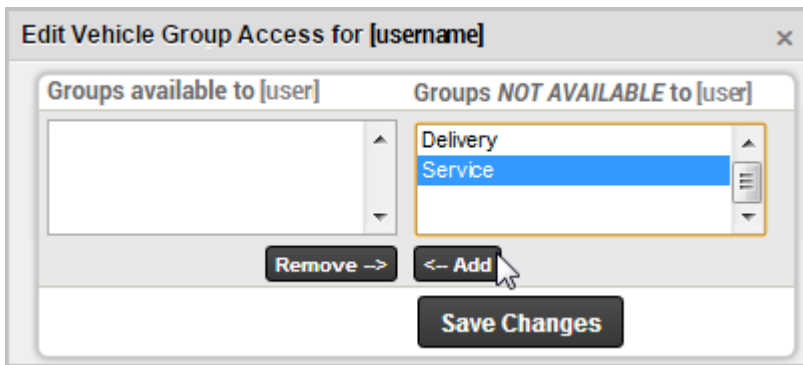 Edit Vehicle Group Access for [username]
×
Groups available to [user]
Groups NOT AVAILABLE to [user]
Delivery
Service
Remove -->
<-- Add
Save Changes